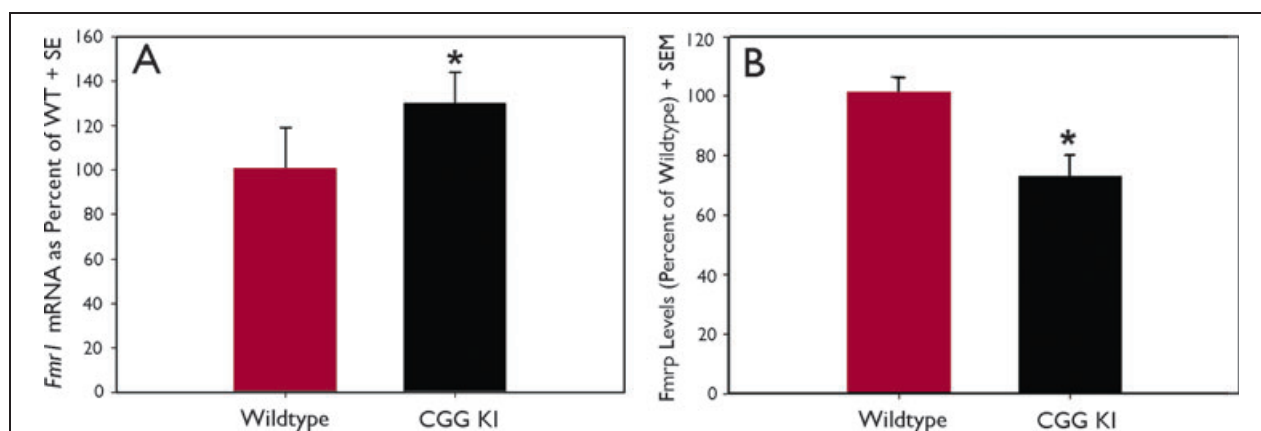 Fmr1 mRNA as Percent of WT + SE
160
140
120
100
80
60
40
20
0
A
*
Wildtype
CGG KI
Fmrp Levels (Percent of Wildtype) + SEM
120
100
80
60
40
20
0
B
*
Wildtype
CGG KI